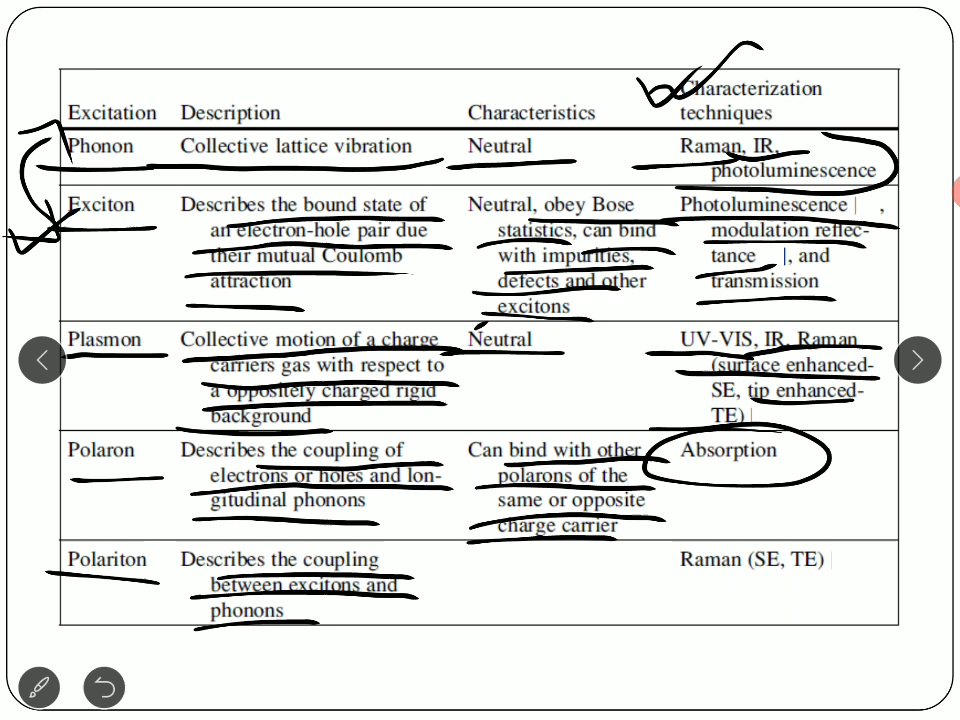 Characterization
Excitation Description Characteristics techniques
Phonon Collective lattice vibration Neutral Raman, IR,
photoluminescence
Exciton Describes the bound state of Neutral, obey Bose Photoluminescence ,
an electron-hole pair due statistics, can bind modulation reflec-
their mutual Coulomb with impurities, tance , and
attraction defects and other transmission
excitons
Plasmon Collective motion of a charge Neutral UV-VIS, IR, Raman
carriers gas with respect to (surface enhanced-
a oppositely charged rigid SE, tip enhanced-
background TE)
Polaron Describes the coupling of Can bind with other Absorption
electrons or holes and lon- polarons of the
gitudinal phonons same or opposite
charge carrier
Polariton Describes the coupling Raman (SE, TE)
between excitons and
phonons